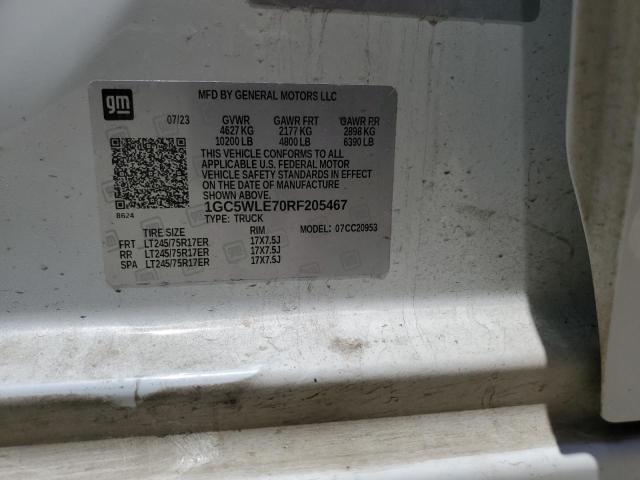 gm
MFD BY GENERAL MOTORS LLC
07/23 GVWR GAWR FRT GAWR RR
4627 KG 2177 KG 2898 KG
10200 LB 4800 LB 6390 LB
THIS VEHICLE CONFORMS TO ALL
APPLICABLE U.S. FEDERAL MOTOR
VEHICLE SAFETY STANDARDS IN EFFECT
ON THE DATE OF MANUFACTURE
SHOWN ABOVE.
1GC5WLE70RF205467
B624 TYPE: TRUCK
TIRE SIZE RIM MODEL: 07CC20953
FRT LT245/75R17ER 17X7.5J
RR LT245/75R17ER 17X7.5J
SPA LT245/75R17ER 17X7.5J